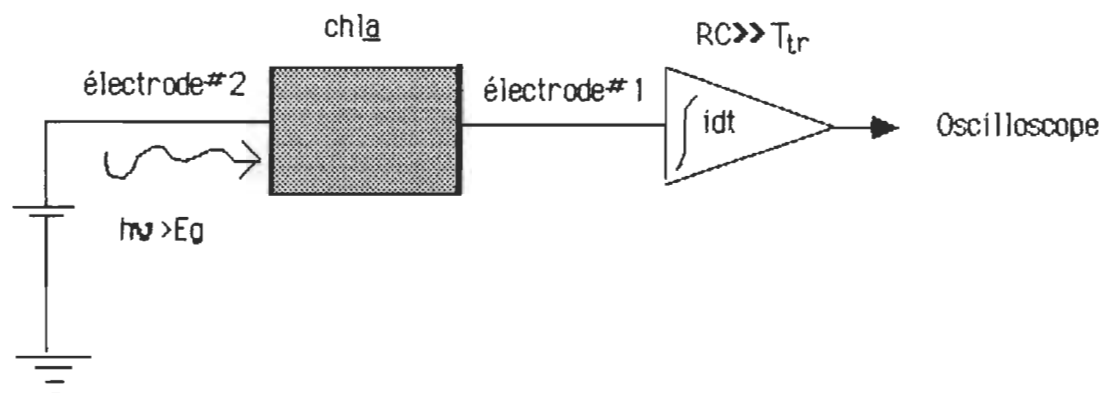 chla
RC>>Ttr
électrode#2
électrode#1
∫idt
Oscilloscope
hν>Eg